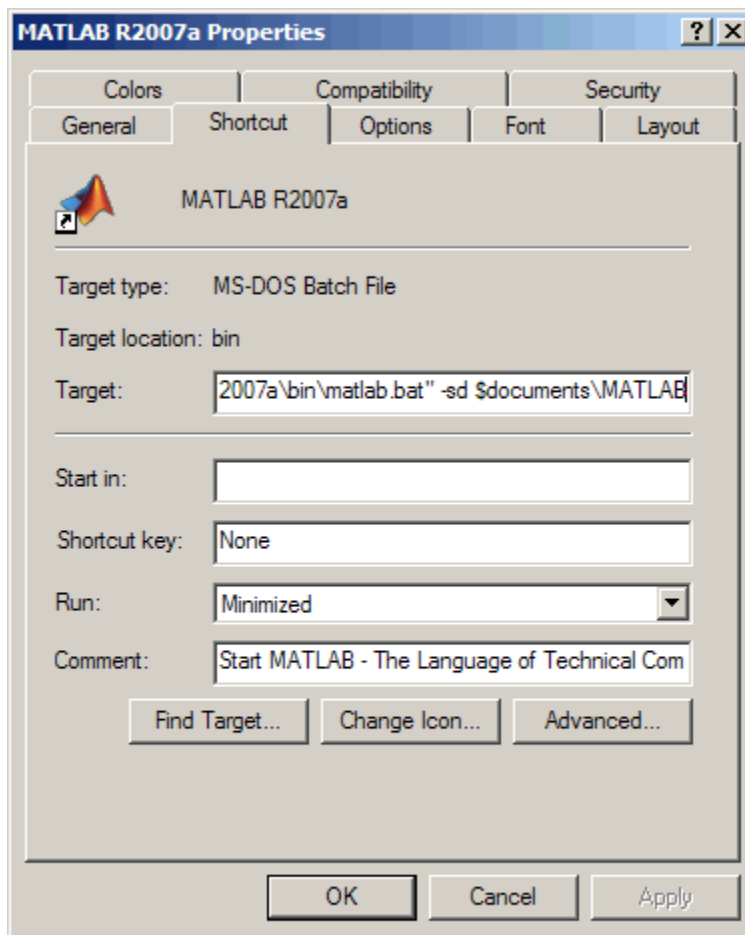 MATLAB R2007a Properties
Colors Compatibility Security
General Shortcut Options Font Layout
MATLAB R2007a
Target type: MS-DOS Batch File
Target location: bin
Target: 2007a\bin\matlab.bat" -sd $documents\MATLAB
Start in:
Shortcut key: None
Run: Minimized
Comment: Start MATLAB - The Language of Technical Com
Find Target... Change Icon... Advanced...
OK Cancel Apply